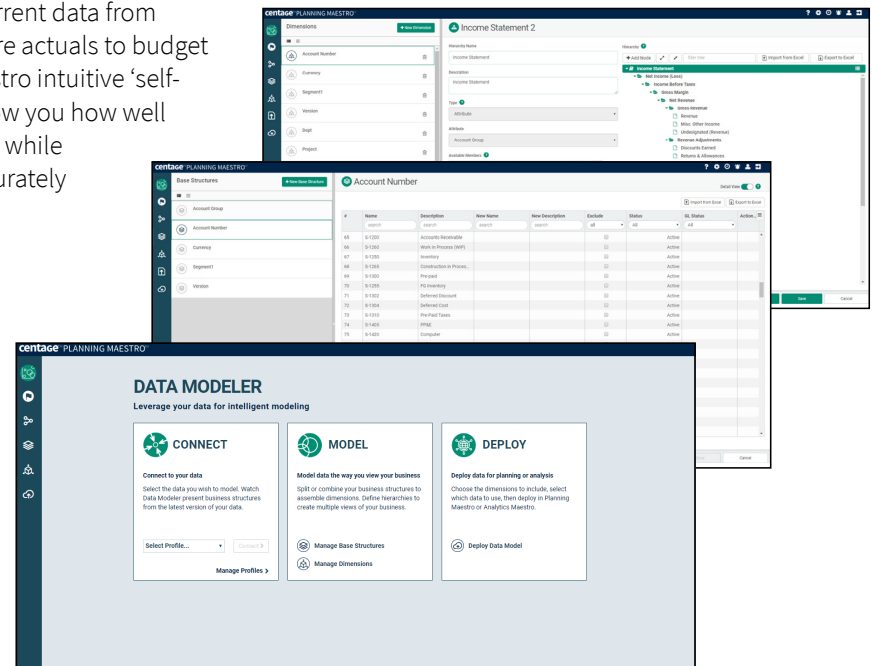 rrent data from
re actuals to budget
stro intuitive ‘self-
ow you how well
while
urately
centage PLANNING MAESTRO
Dimensions
+ New Dimension
Account Number
Currency
Segment1
Version
Dept
Project
Income Statement 2
Hierarchy Name
Income Statement
Description
Income Statement
Type
Attribute
Attribute
Account Group
Available Members
Hierarchy
+ Add Node
Filter tree
Import from Excel
Export to Excel
Income Statement
Net Income (Loss)
Income Before Taxes
Gross Margin
Net Revenue
Gross Revenue
Revenue
Misc. Other Income
Undesignated (Revenue)
Revenue Adjustments
Discounts Earned
Returns & Allowances
Save
Cancel
centage PLANNING MAESTRO
Base Structures
+ New Base Structure
Account Group
Account Number
Currency
Segment1
Version
Account Number
Detail View
Import from Excel
Export to Excel
# Name Description New Name New Description Exclude Status GL Status Action...
search search search search all All All
65 S-1200 Accounts Receivable Active
66 S-1260 Work in Process (WIP) Active
67 S-1250 Inventory Active
68 S-1265 Construction in Proces... Active
69 S-1300 Pre-paid Active
70 S-1255 FG Inventory Active
71 S-1302 Deferred Discount Active
72 S-1304 Deferred Cost Active
73 S-1310 Pre-Paid Taxes Active
74 S-1400 PP&E Active
75 S-1403 Computer Active
Cancel
centage PLANNING MAESTRO
DATA MODELER
Leverage your data for intelligent modeling
CONNECT
Connect to your data
Select the data you wish to model. Watch
Data Modeler present business structures
from the latest version of your data.
Select Profile...
Connect >
Manage Profiles >
MODEL
Model data the way you view your business
Split or combine your business structures to
assemble dimensions. Define hierarchies to
create multiple views of your business.
Manage Base Structures
Manage Dimensions
DEPLOY
Deploy data for planning or analysis
Choose the dimensions to include, select
which data to use, then deploy in Planning
Maestro or Analytics Maestro.
Deploy Data Model